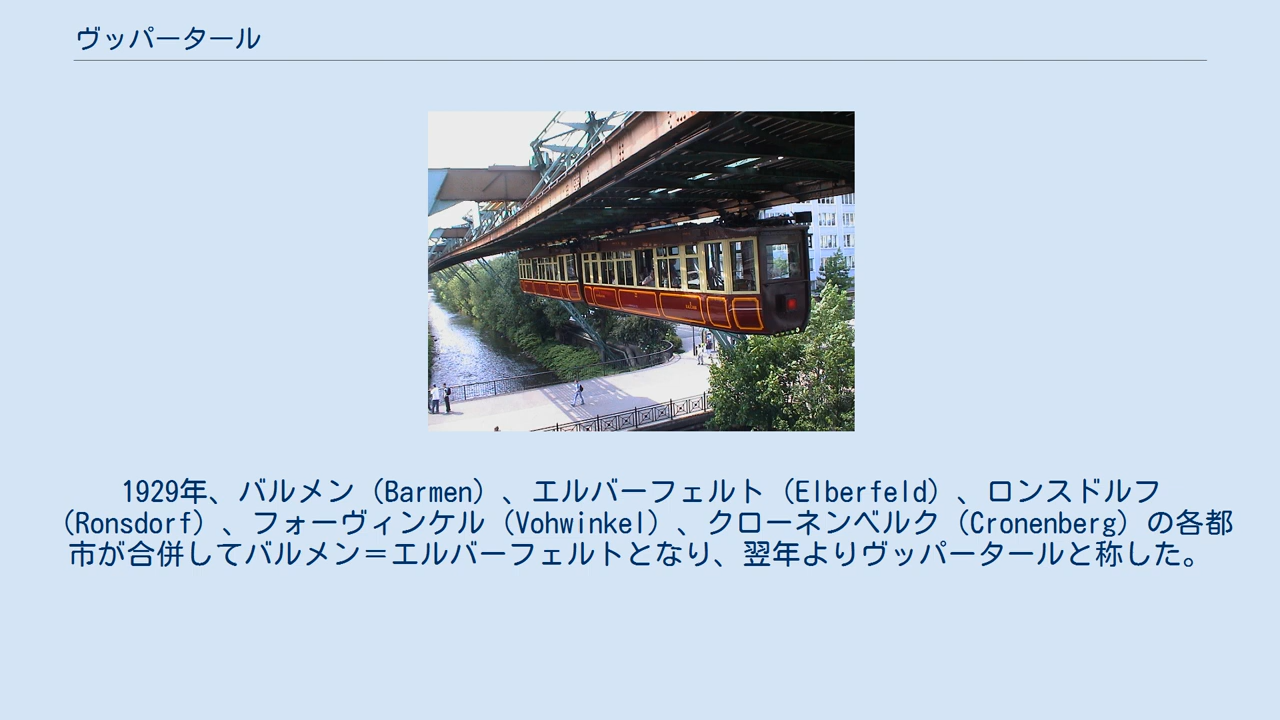 ヴッパータール
1929年、バルメン（Barmen）、エルバーフェルト（Elberfeld）、ロンスドルフ
（Ronsdorf）、フォーヴィンケル（Vohwinkel）、クローネンベルク（Cronenberg）の各都
市が合併してバルメン＝エルバーフェルトとなり、翌年よりヴッパータールと称した。